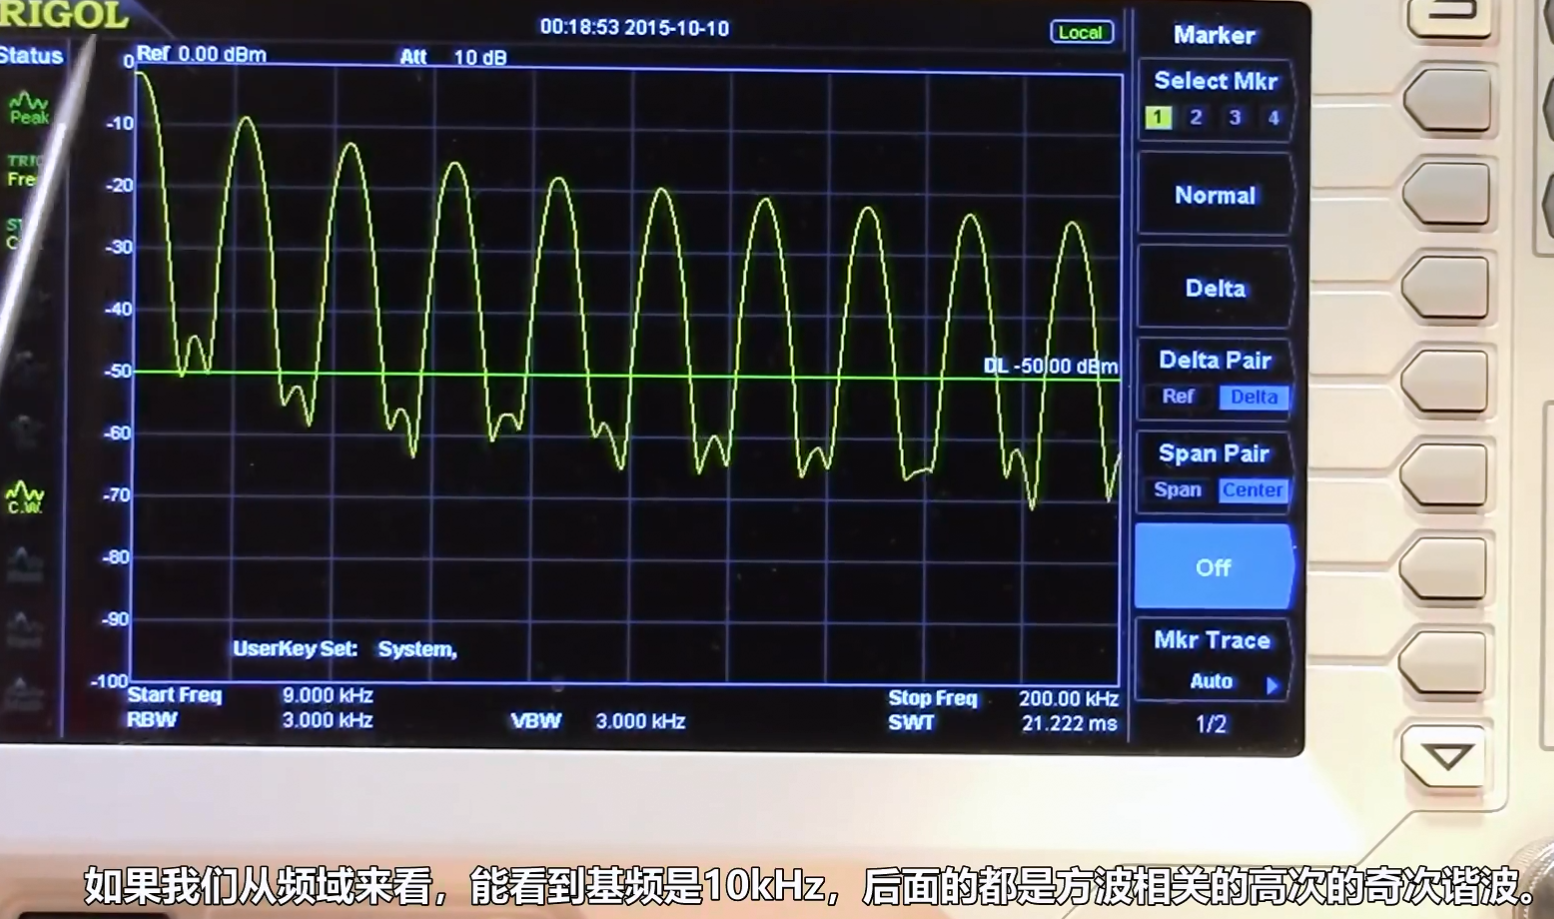 RIGOL
00:18:53 2015-10-10
Local
Status
Ref 0.00 dBm
Att 10 dB
0
-10
-20
-30
-40
-50
-60
-70
-80
-90
-100
Peak
C.W.
DL -50.00 dBm
UserKey Set: System,
Start Freq 9.000 kHz
Stop Freq 200.00 kHz
RBW 3.000 kHz
VBW 3.000 kHz
SWT 21.222 ms
Marker
Select Mkr
1 2 3 4
Normal
Delta
Delta Pair
Ref Delta
Span Pair
Span Center
Off
Mkr Trace
Auto
1/2
如果我们从频域来看，能看到基频是10kHz，后面的都是方波相关的高次的奇次谐波。